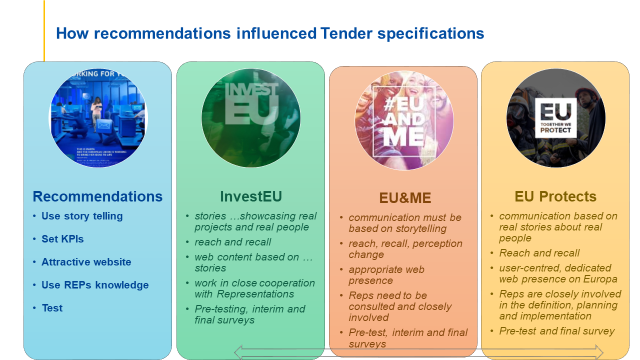 How recommendations influenced Tender specifications
WORKING FOR YOU
Recommendations
• Use story telling
• Set KPIs
• Attractive website
• Use REPs knowledge
• Test
INVEST
EU
InvestEU
• stories …showcasing real
projects and real people
• reach and recall
• web content based on …
stories
• work in close cooperation
with Representations
• Pre-testing, interim and
final surveys
#EU
AND
ME
EU&ME
• communication must be
based on storytelling
• reach, recall, perception
change
• appropriate web
presence
• Reps need to be
consulted and closely
involved
• Pre-test, interim and final
surveys
EU
TOGETHER WE
PROTECT
EU Protects
• communication based on
real stories about real
people
• Reach and recall
• user-centred, dedicated
web presence on Europa
• Reps are closely involved
in the definition, planning
and implementation
• Pre-test and final survey